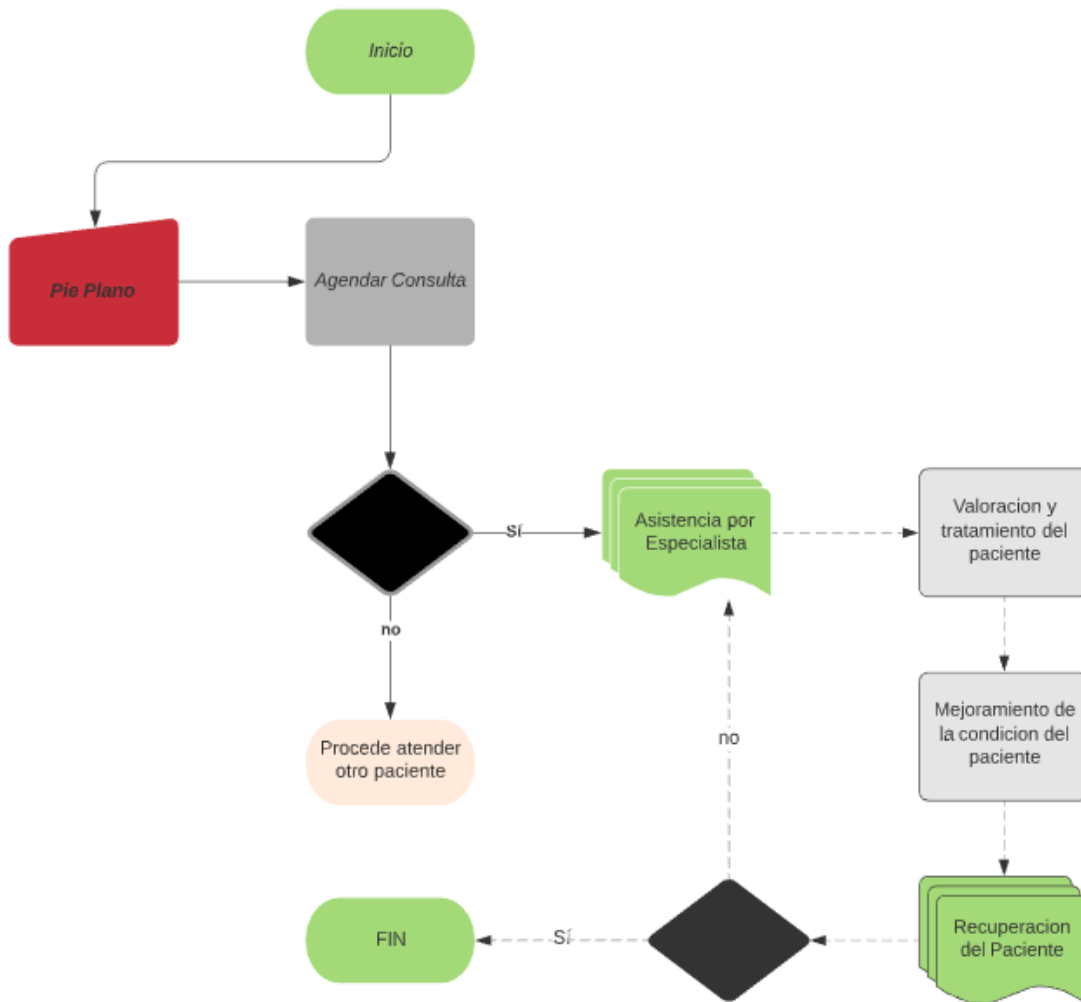 Inicio
Pie Plano
Agendar Consulta
Sí
Asistencia por
Especialista
Valoracion y
tratamiento del
paciente
no
Procede atender
otro paciente
no
Mejoramiento de
la condicion del
paciente
FIN
Sí
Recuperacion
del Paciente